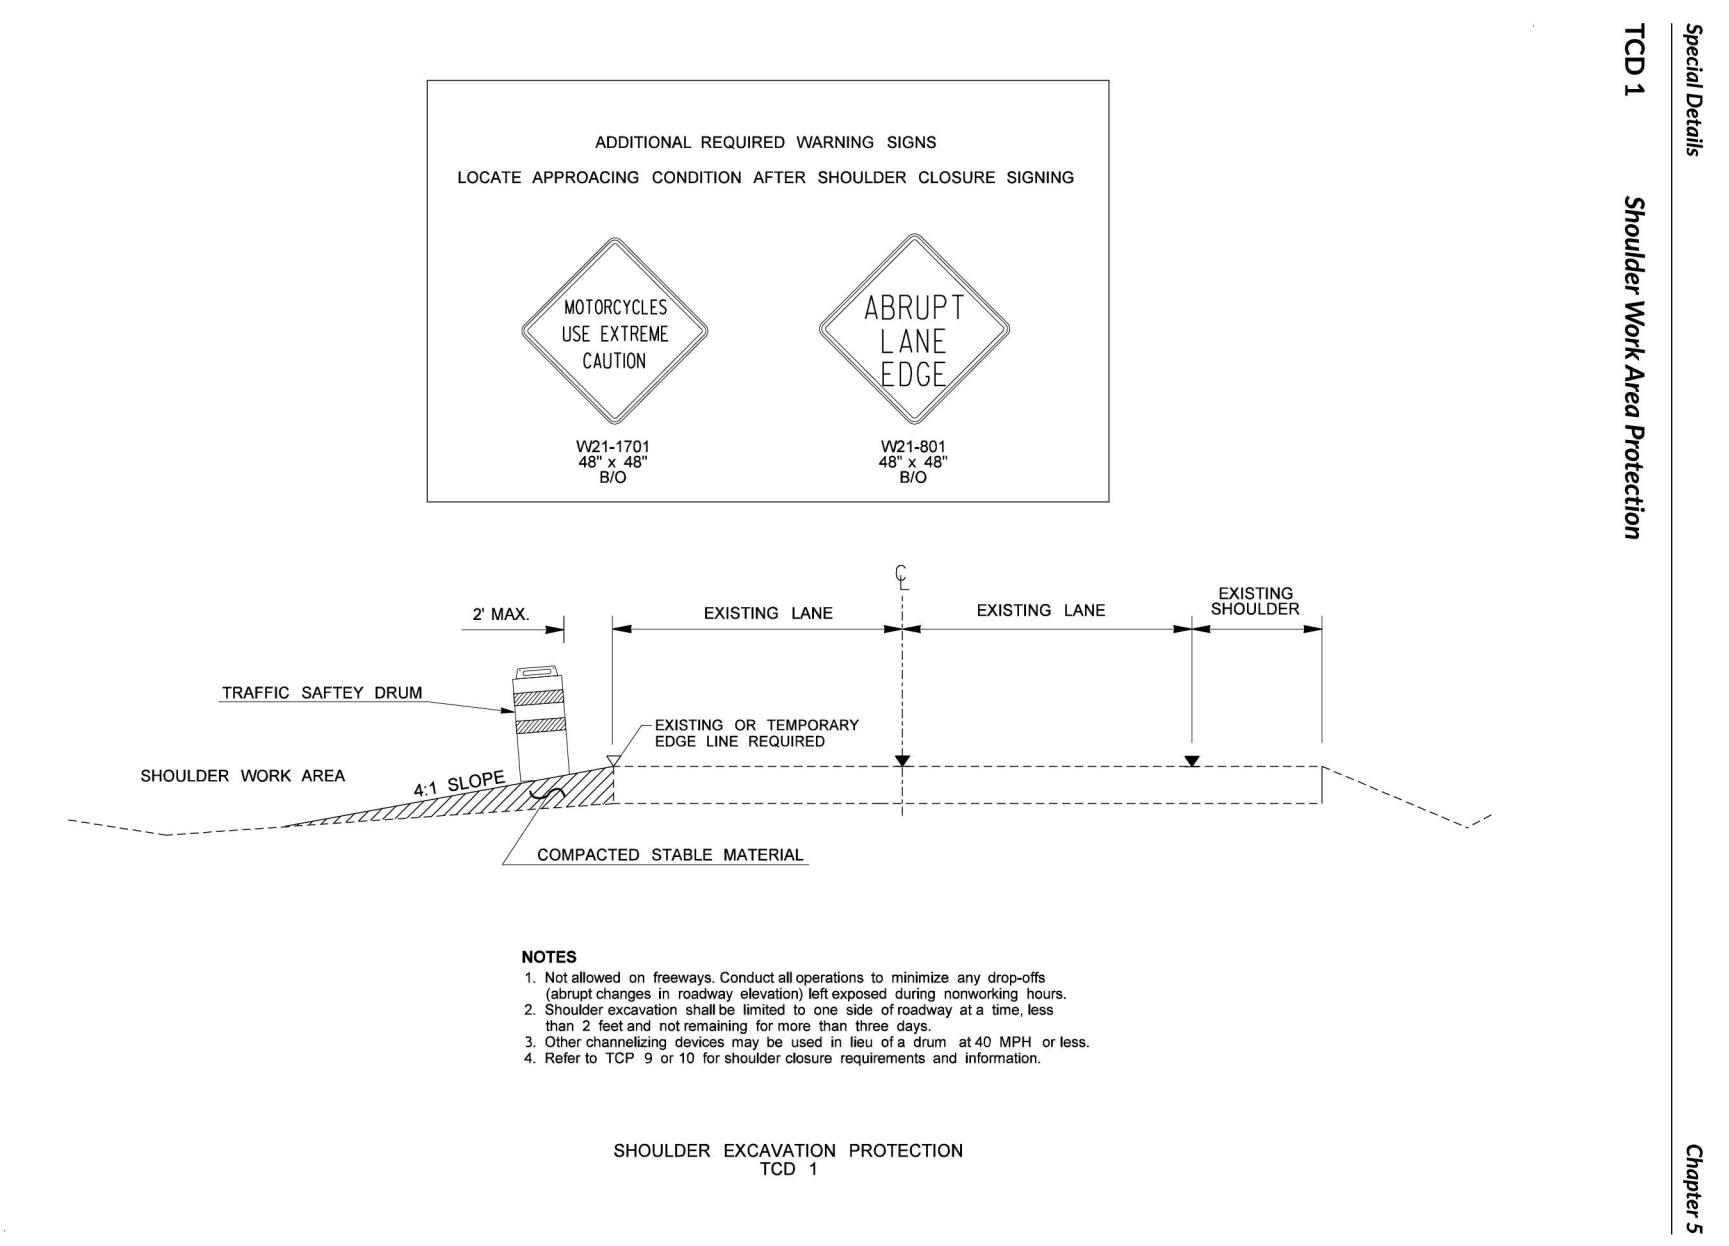 Special Details
TCD 1 Shoulder Work Area Protection
ADDITIONAL REQUIRED WARNING SIGNS
LOCATE APPROACING CONDITION AFTER SHOULDER CLOSURE SIGNING
MOTORCYCLES
USE EXTREME
CAUTION
W21-1701
48" x 48"
B/O
ABRUPT
LANE
EDGE
W21-801
48" x 48"
B/O
℄
2' MAX.
EXISTING LANE
EXISTING LANE
EXISTING
SHOULDER
TRAFFIC SAFTEY DRUM
EXISTING OR TEMPORARY
EDGE LINE REQUIRED
SHOULDER WORK AREA
4:1 SLOPE
COMPACTED STABLE MATERIAL
NOTES
1. Not allowed on freeways. Conduct all operations to minimize any drop-offs
(abrupt changes in roadway elevation) left exposed during nonworking hours.
2. Shoulder excavation shall be limited to one side of roadway at a time, less
than 2 feet and not remaining for more than three days.
3. Other channelizing devices may be used in lieu of a drum at 40 MPH or less.
4. Refer to TCP 9 or 10 for shoulder closure requirements and information.
SHOULDER EXCAVATION PROTECTION
TCD 1
Chapter 5